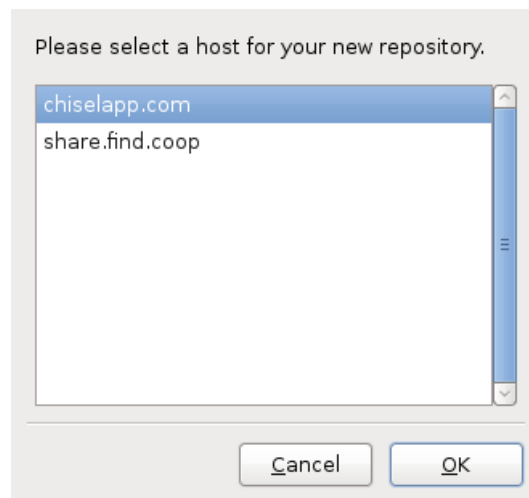 Please select a host for your new repository.
chiselapp.com
share.find.coop
Cancel
OK